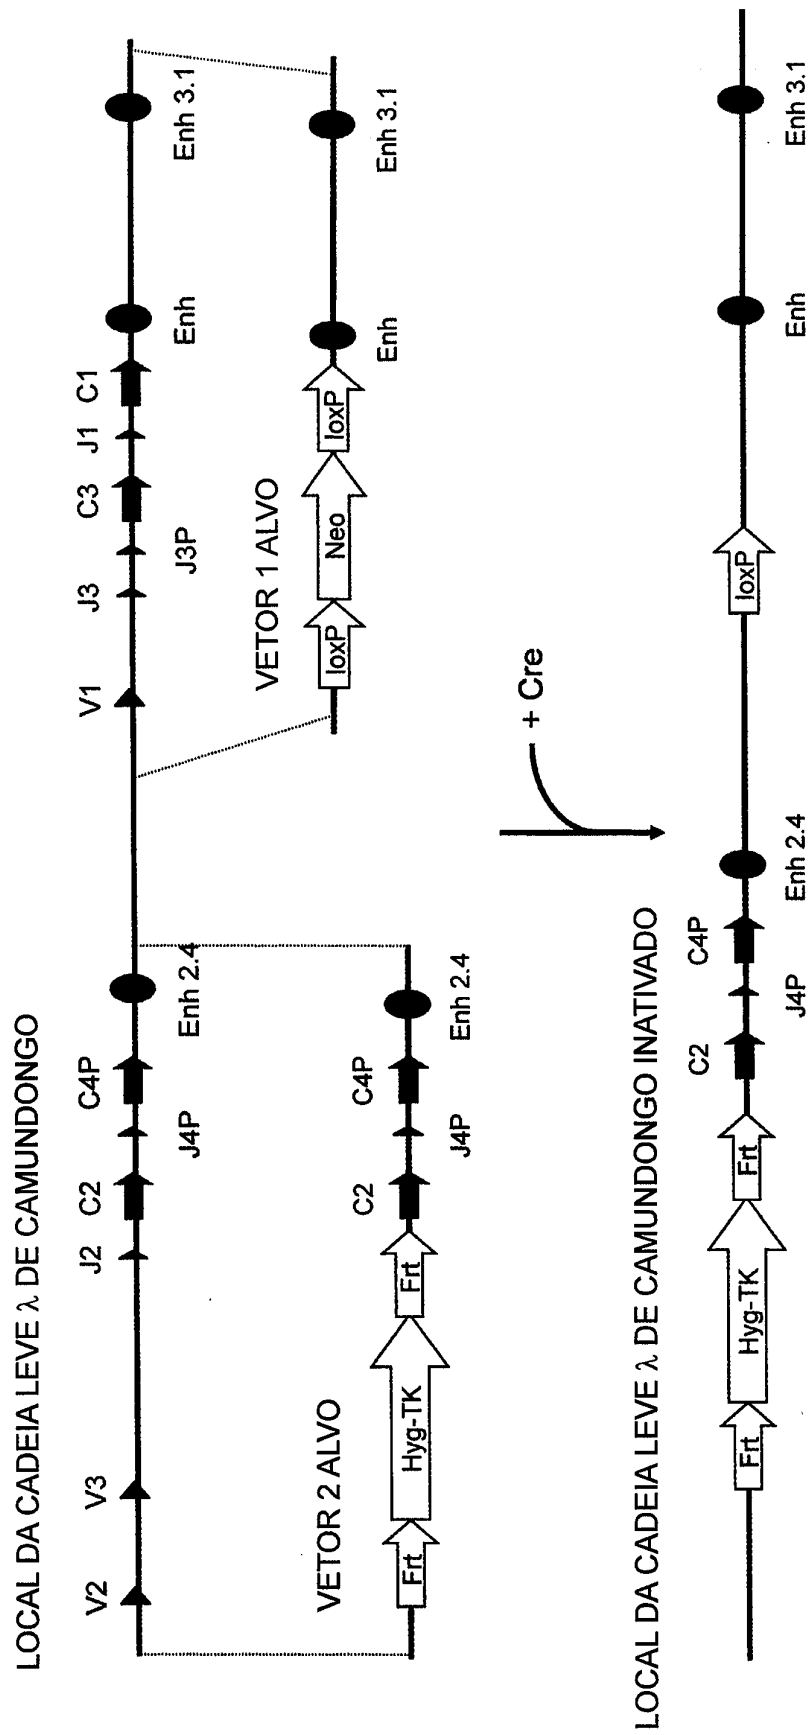 LOCAL DA CADEIA LEVE λ DE CAMUNDONGO
V2 V3 J2 C2 C4P V1 J3 C3 J1 C1
J4P Enh 2.4 J3P Enh Enh 3.1
VETOR 2 ALVO
Frt Hyg-TK Frt C2 C4P
J4P Enh 2.4
VETOR 1 ALVO
loxP Neo loxP
Enh Enh 3.1
+ Cre
LOCAL DA CADEIA LEVE λ DE CAMUNDONGO INATIVADO
Frt Hyg-TK Frt C2 C4P loxP
J4P Enh 2.4 Enh Enh 3.1